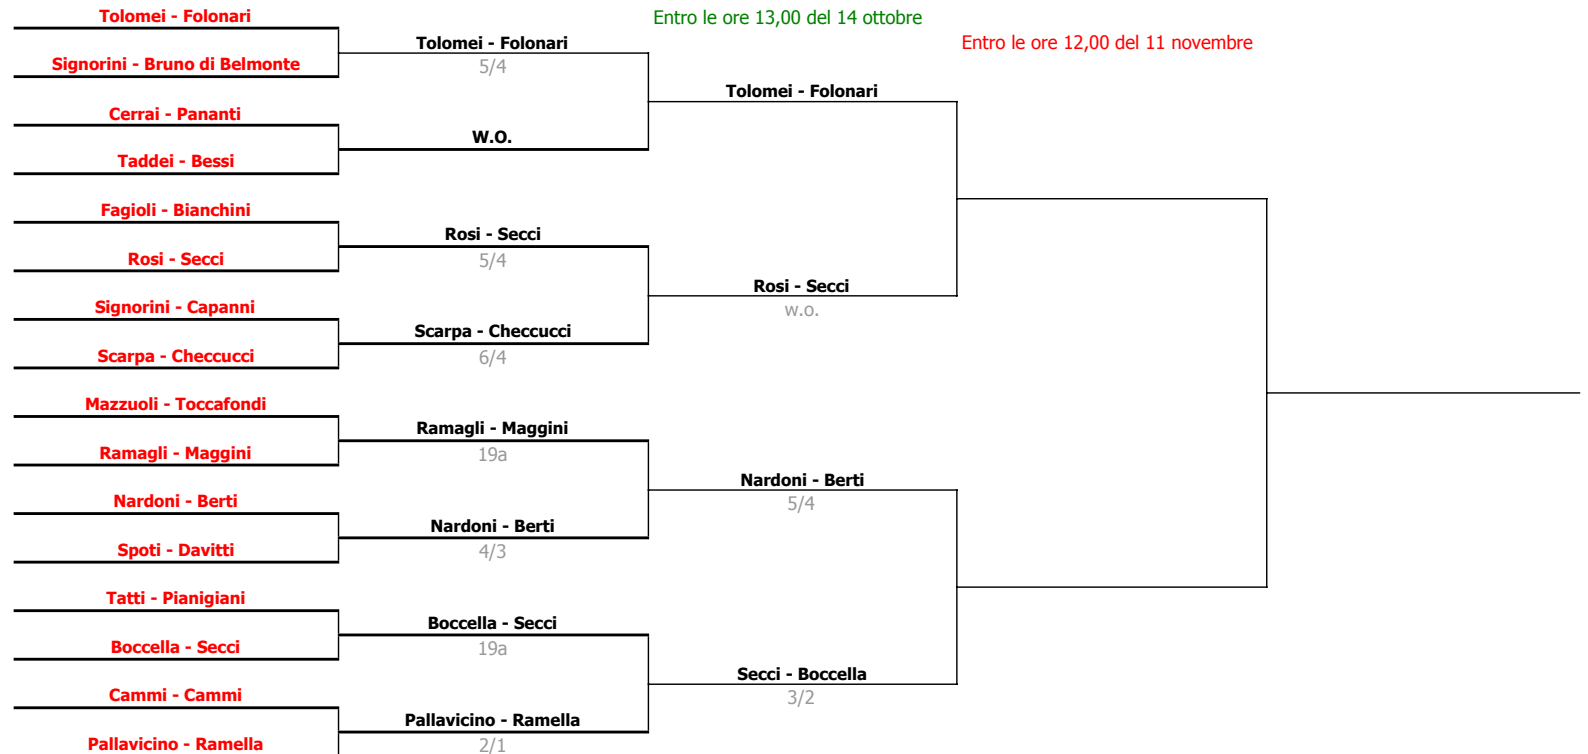 Tolomei - Folonari
Signorini - Bruno di Belmonte
Cerrai - Pananti
Taddei - Bessi
Fagioli - Bianchini
Rosi - Secci
Signorini - Capanni
Scarpa - Checcucci
Mazzuoli - Toccafondi
Ramagli - Maggini
Nardoni - Berti
Spoti - Davitti
Tatti - Pianigiani
Boccella - Secci
Cammi - Cammi
Pallavicino - Ramella
Tolomei - Folonari
5/4
W.O.
Rosi - Secci
5/4
Scarpa - Checcucci
6/4
Ramagli - Maggini
19a
Nardoni - Berti
4/3
Boccella - Secci
19a
Pallavicino - Ramella
2/1
Entro le ore 13,00 del 14 ottobre
Tolomei - Folonari
Rosi - Secci
w.o.
Nardoni - Berti
5/4
Secci - Boccella
3/2
Entro le ore 12,00 del 11 novembre